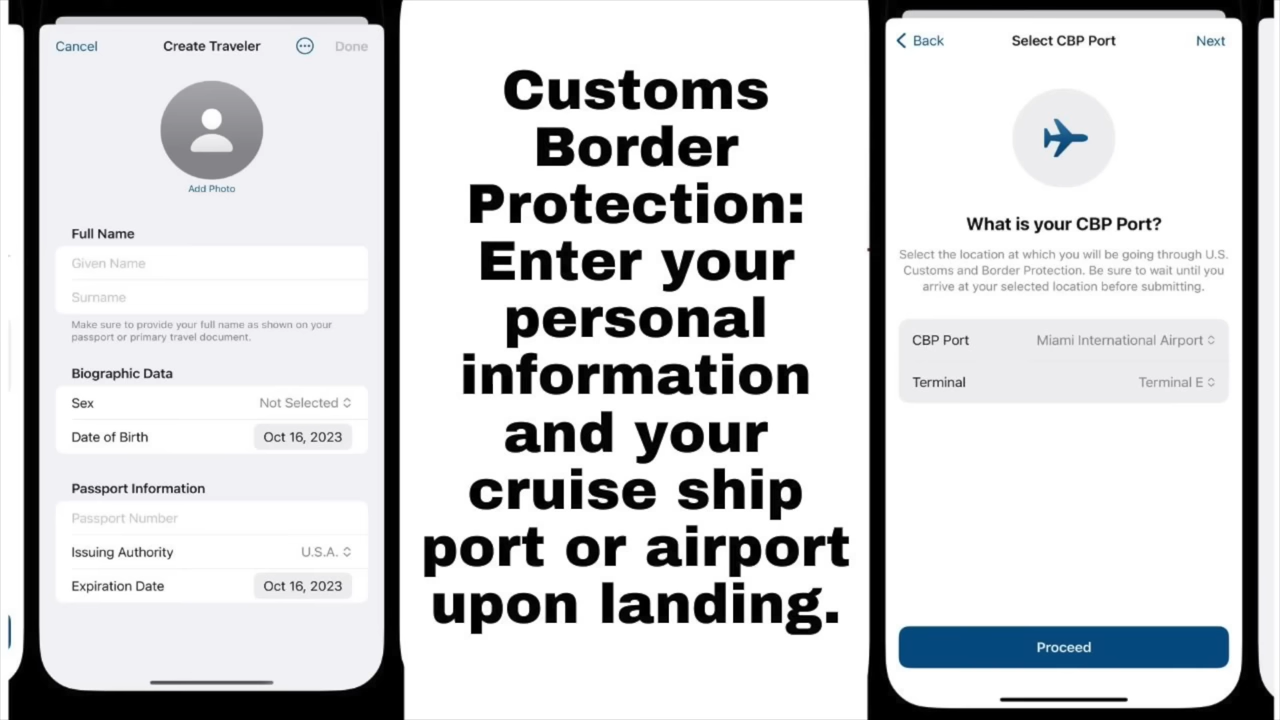 Cancel
Create Traveler
Done
Add Photo
Full Name
Given Name
Surname
Make sure to provide your full name as shown on your
passport or primary travel document.
Biographic Data
Sex
Not Selected
Date of Birth
Oct 16, 2023
Passport Information
Passport Number
Issuing Authority
U.S.A.
Expiration Date
Oct 16, 2023
Customs
Border
Protection:
Enter your
personal
information
and your
cruise ship
port or airport
upon landing.
Back
Select CBP Port
Next
What is your CBP Port?
Select the location at which you will be going through U.S.
Customs and Border Protection. Be sure to wait until you
arrive at your selected location before submitting.
CBP Port
Miami International Airport
Terminal
Terminal E
Proceed